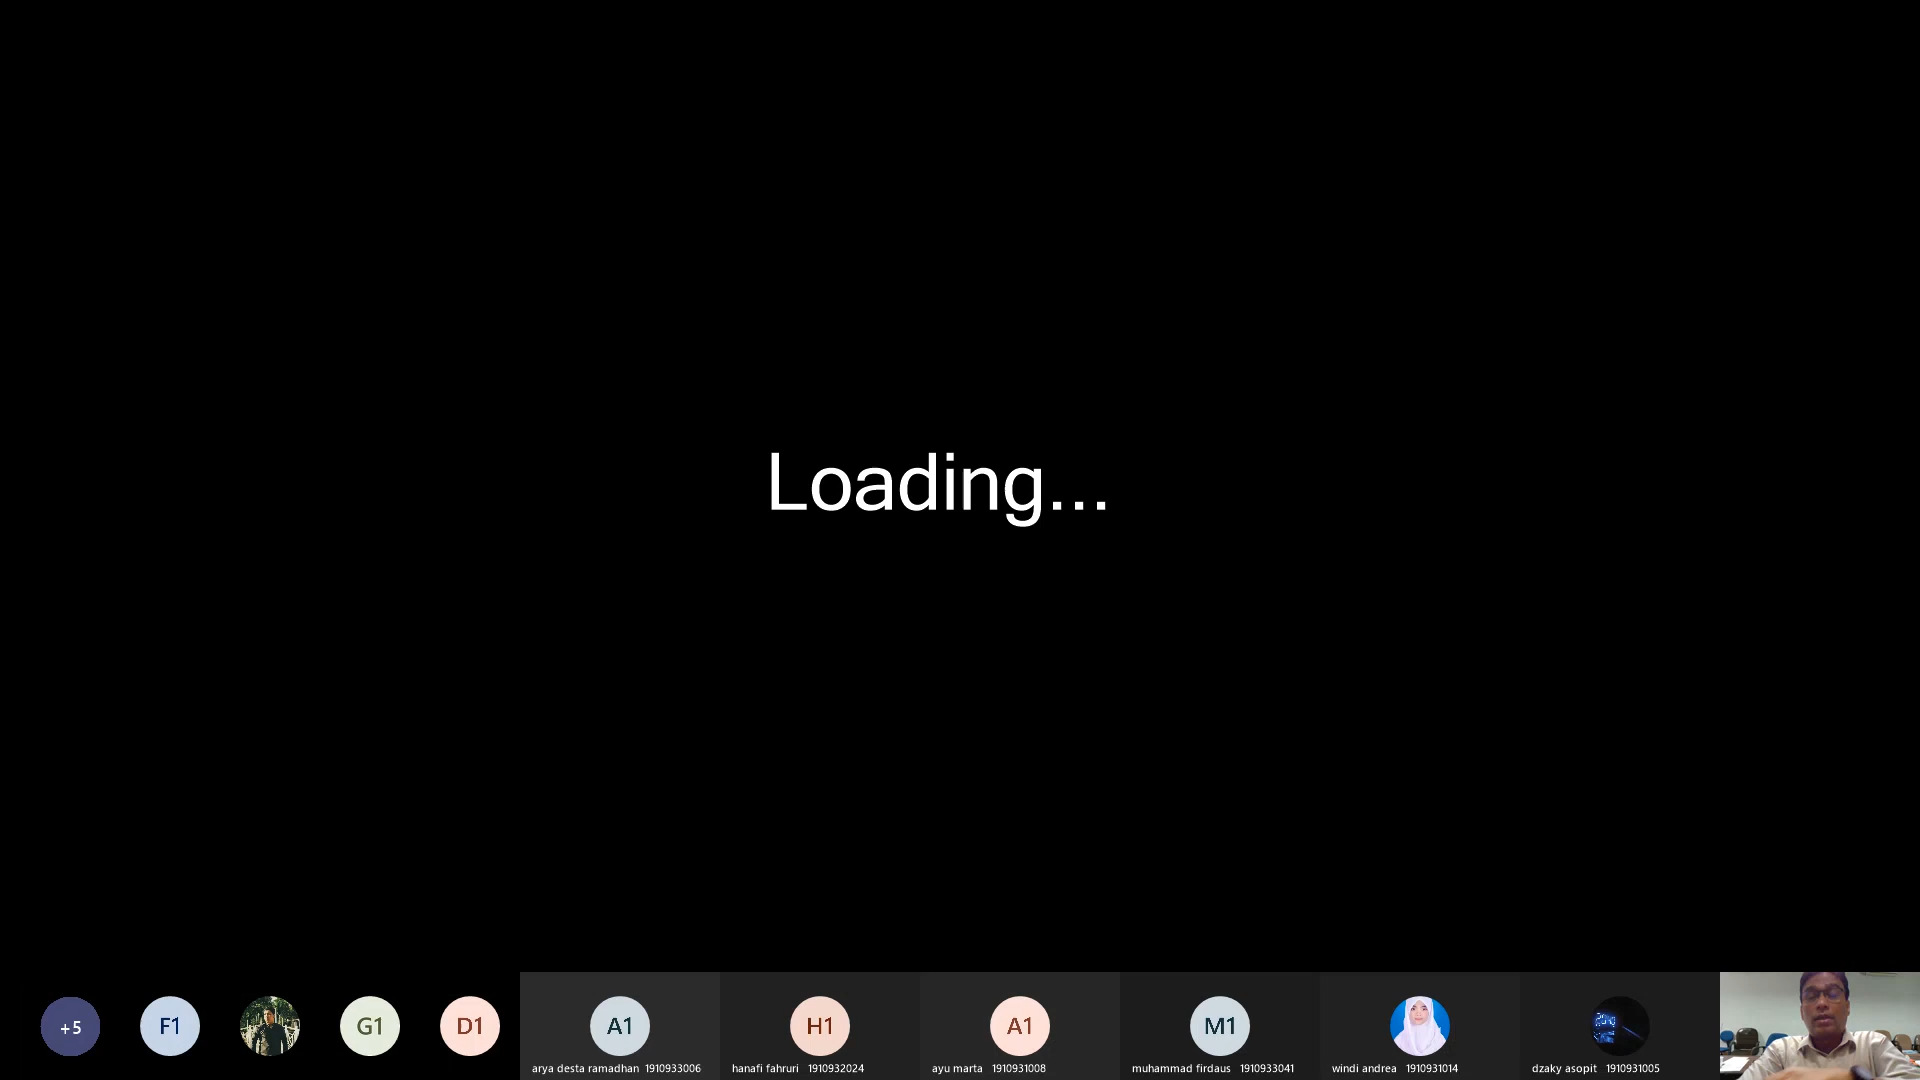 Loading...
+5
F1
G1
D1
A1
H1
A1
M1
arya desta ramadhan 1910933006
hanafi fahruri 1910932024
ayu marta 1910931008
muhammad firdaus 1910933041
windi andrea 1910931014
dzaky asopit 1910931005